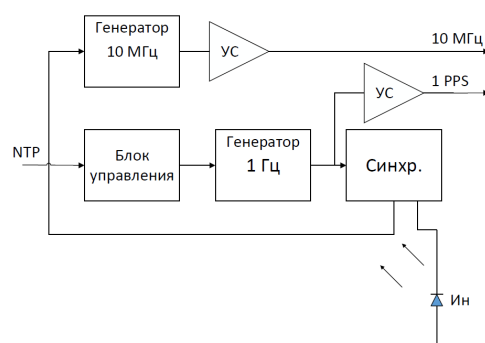 Генератор
10 МГц
УС
10 МГц
1 PPS
УС
NTP
Блок
управления
Генератор
1 Гц
Синхр.
Ин